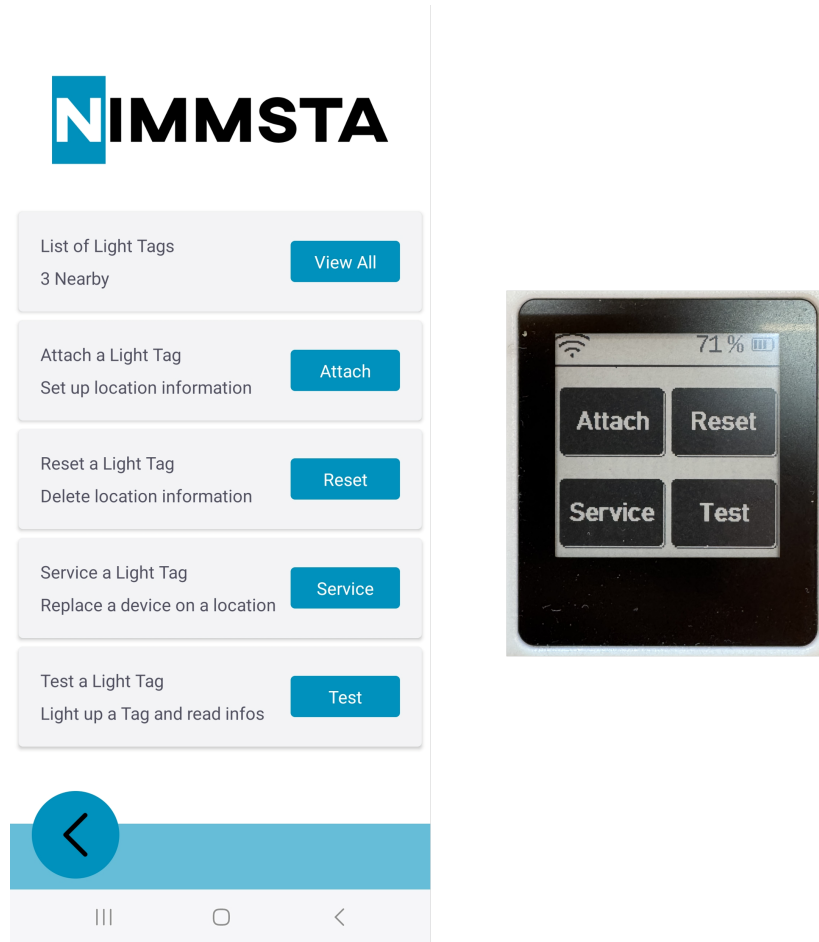 NIMMSTA
List of Light Tags
3 Nearby
View All
Attach a Light Tag
Set up location information
Attach
Reset a Light Tag
Delete location information
Reset
Service a Light Tag
Replace a device on a location
Service
Test a Light Tag
Light up a Tag and read infos
Test
71%
Attach Reset
Service Test